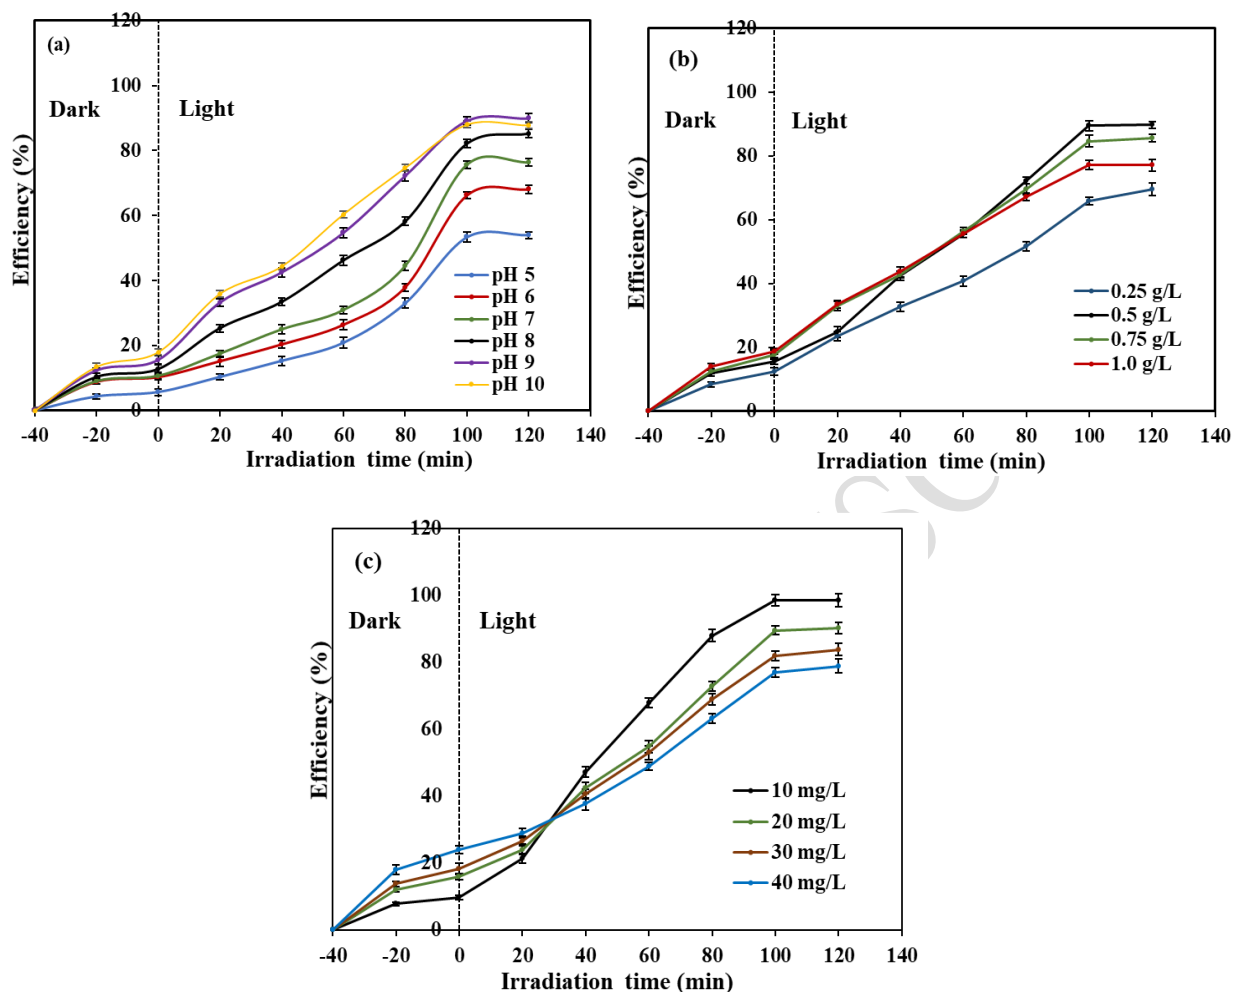 (a)
Dark
Light
Efficiency (%)
120
100
80
60
40
20
0
pH 5
pH 6
pH 7
pH 8
pH 9
pH 10
-40 -20 0 20 40 60 80 100 120 140
Irradiation time (min)
(b)
Dark
Light
Efficiency (%)
120
100
80
60
40
20
0
0.25 g/L
0.5 g/L
0.75 g/L
1.0 g/L
-40 -20 0 20 40 60 80 100 120 140
Irradiation time (min)
(c)
Dark
Light
Efficiency (%)
120
100
80
60
40
20
0
10 mg/L
20 mg/L
30 mg/L
40 mg/L
-40 -20 0 20 40 60 80 100 120 140
Irradiation time (min)